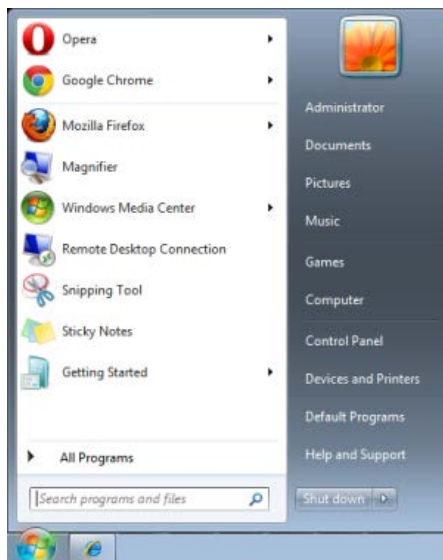 Opera
Google Chrome
Mozilla Firefox
Magnifier
Windows Media Center
Remote Desktop Connection
Snipping Tool
Sticky Notes
Getting Started
All Programs
Search programs and files
Administrator
Documents
Pictures
Music
Games
Computer
Control Panel
Devices and Printers
Default Programs
Help and Support
Shut down